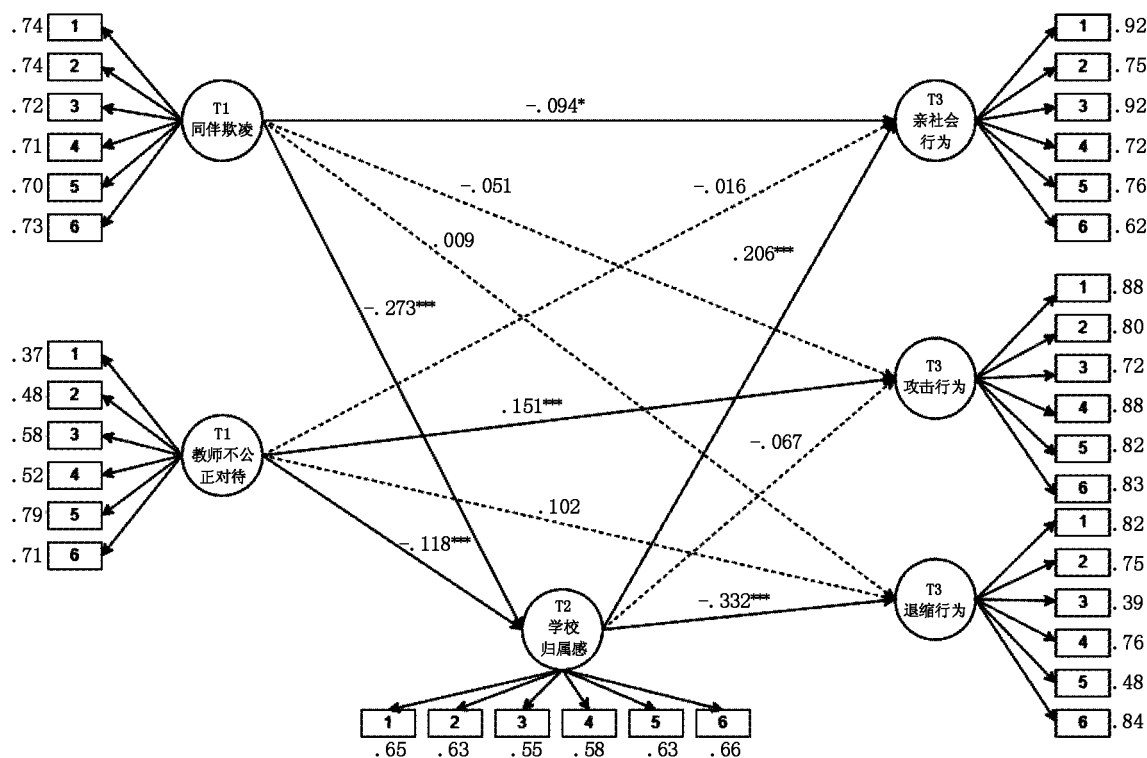 .74 1
.74 2
.72 3
.71 4
.70 5
.73 6
T1
同伴欺凌
.37 1
.48 2
.58 3
.52 4
.79 5
.71 6
T1
教师不公
正对待
-.094*
-.051
-.016
.009
.206***
-.273***
.151***
-.067
.102
-.118***
-.332***
T2
学校
归属感
1 2 3 4 5 6
.65 .63 .55 .58 .63 .66
T3
亲社会
行为
1 .92
2 .75
3 .92
4 .72
5 .76
6 .62
T3
攻击行为
1 .88
2 .80
3 .72
4 .88
5 .82
6 .83
T3
退缩行为
1 .82
2 .75
3 .39
4 .76
5 .48
6 .84